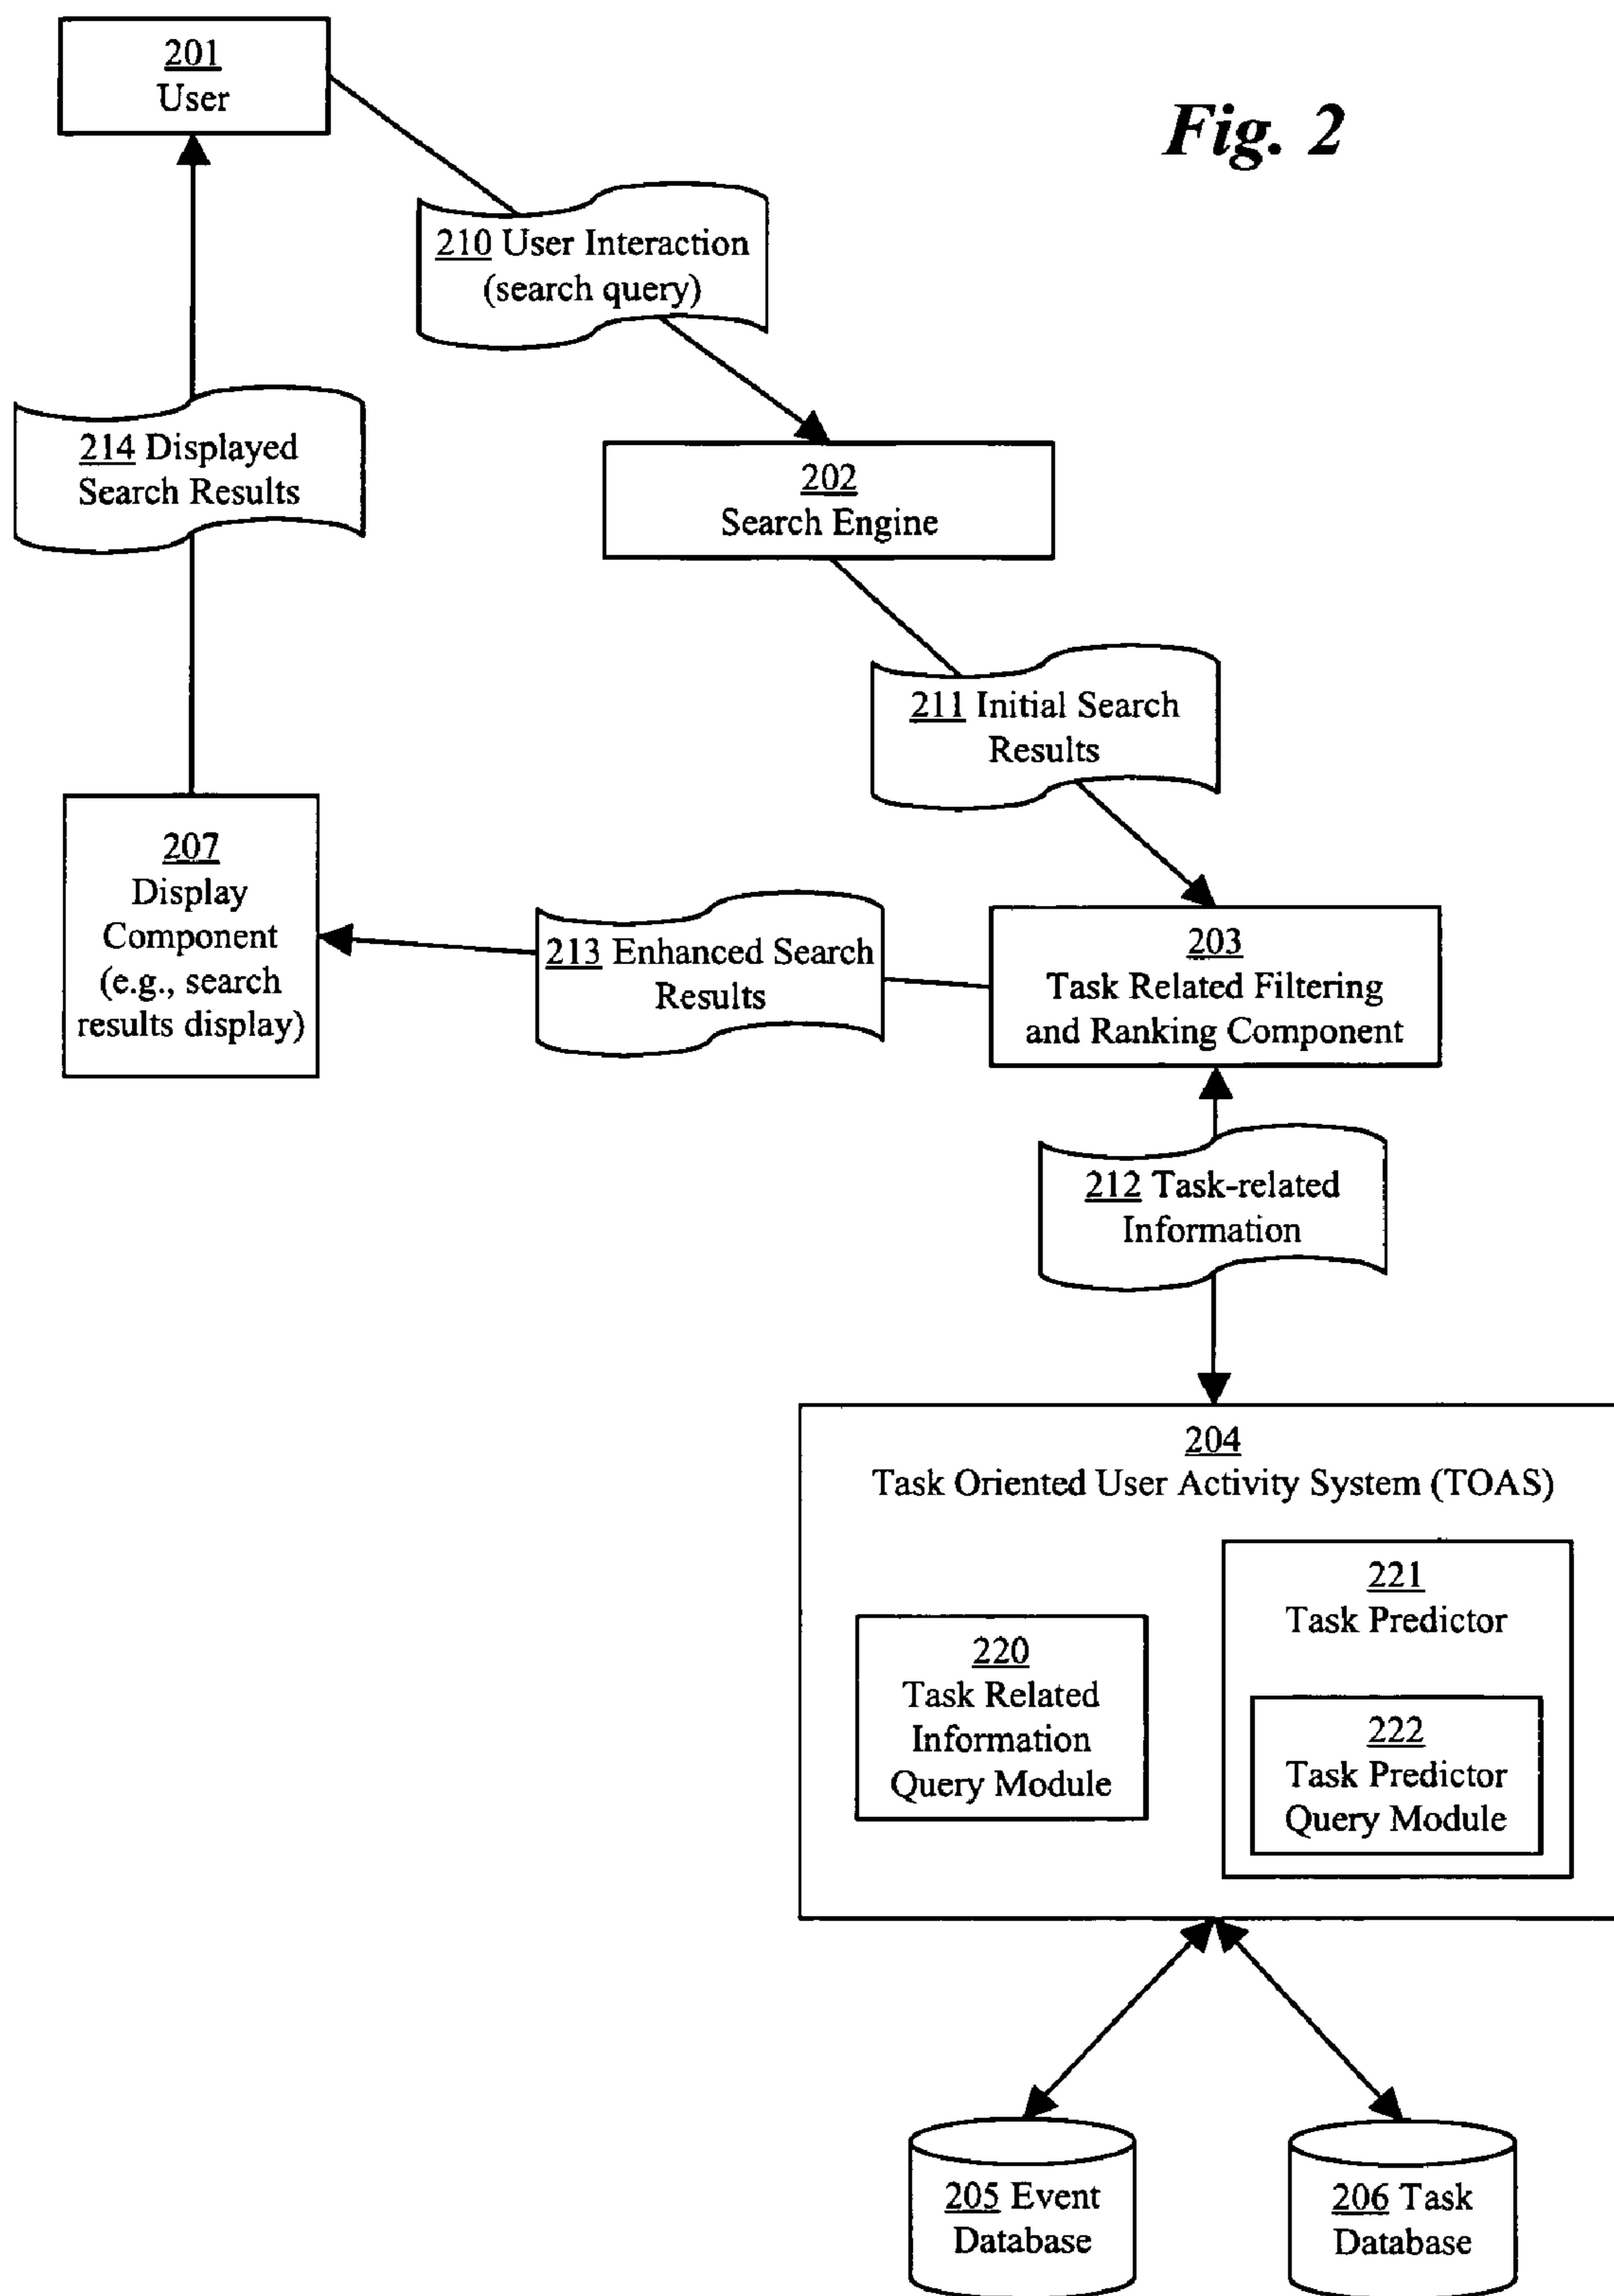 201
User
Fig. 2
210 User Interaction
(search query)
214 Displayed
Search Results
202
Search Engine
211 Initial Search
Results
207
Display
Component
(e.g., search
results display)
213 Enhanced Search
Results
203
Task Related Filtering
and Ranking Component
212 Task-related
Information
204
Task Oriented User Activity System (TOAS)
221
Task Predictor
220
Task Related
Information
Query Module
222
Task Predictor
Query Module
205 Event
Database
206 Task
Database